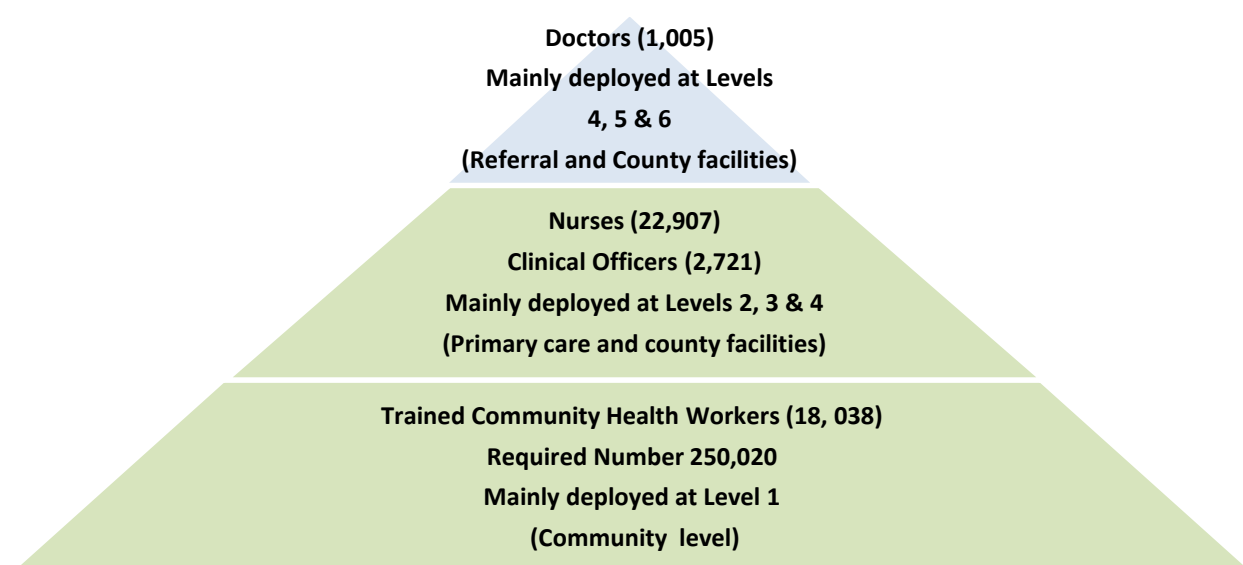 Doctors (1,005)
Mainly deployed at Levels
4, 5 & 6
(Referral and County facilities)
Nurses (22,907)
Clinical Officers (2,721)
Mainly deployed at Levels 2, 3 & 4
(Primary care and county facilities)
Trained Community Health Workers (18, 038)
Required Number 250,020
Mainly deployed at Level 1
(Community  level)